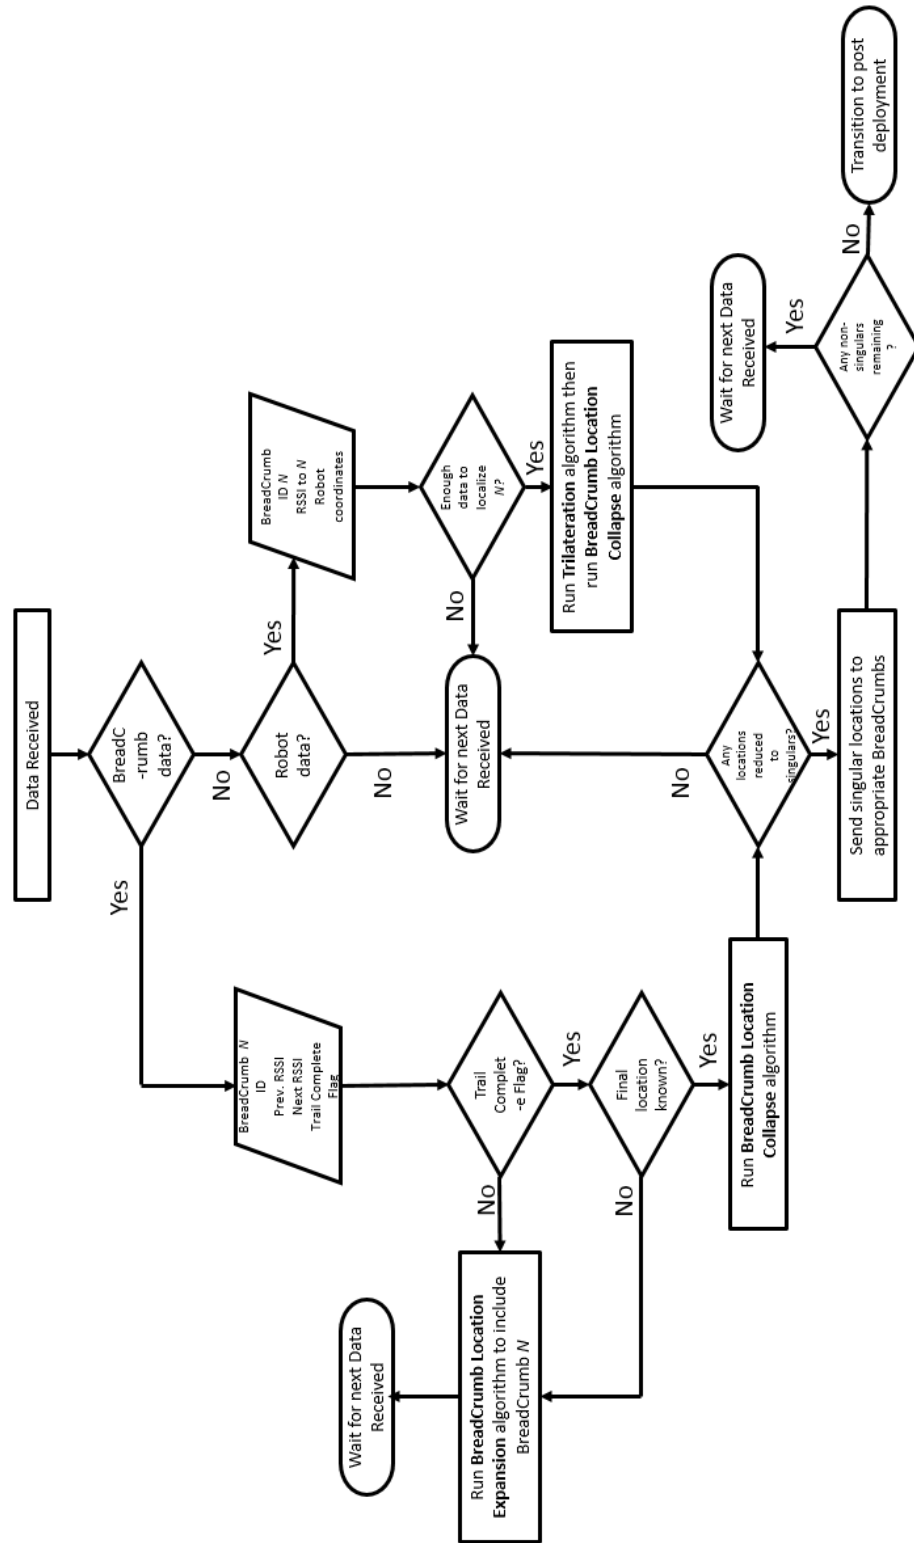 Data Received
BreadC
-rumb
data?
Yes
No
BreadCrumb N
ID
Prev. RSSI
Next RSSI
Trail Complete
Flag
Robot
data?
Yes
No
BreadCrumb
ID N
RSSI to N
Robot
coordinates
Trail
Complet
-e Flag?
No
Yes
Enough
data to
localize
N?
No
Yes
Wait for next Data
Received
Wait for next Data
Received
Run BreadCrumb Location
Expansion algorithm to include
BreadCrumb N
Final
location
known?
No
Yes
Run Trilateration algorithm then
run BreadCrumb Location
Collapse algorithm
Run BreadCrumb Location
Collapse algorithm
Any
locations
reduced
to
singulars?
No
Yes
Send singular locations to
appropriate BreadCrumbs
Wait for next Data
Received
Yes
Any non-
singulars
remaining
?
No
Transition to post
deployment